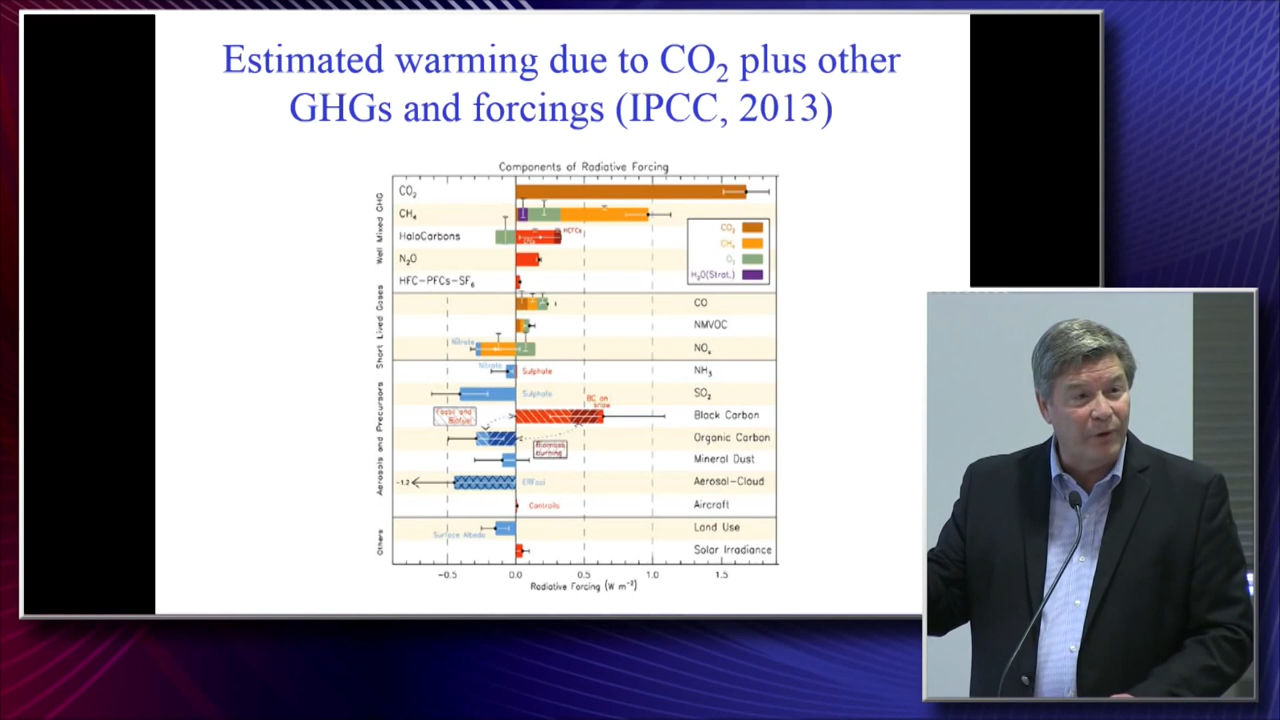 Estimated warming due to CO₂ plus other
GHGs and forcings (IPCC, 2013)
Components of Radiative Forcing
Well Mixed GHG
CO₂
CH₄
HaloCarbons
N₂O
HFC-PFCs-SF₆
CFCs
HCFCs
CO₂
CH₄
O₃
H₂O(Strat.)
Short Lived Gases
CO
NMVOC
Nitrate
NOₓ
Aerosols and Precursors
Nitrate
Sulphate
NH₃
Sulphate
SO₂
BC on
snow
Fossil and
Biofuel
Black Carbon
Biomass
Burning
Organic Carbon
Mineral Dust
-1.2
ERFaci
Aerosol-Cloud
Contrails
Aircraft
Others
Land Use
Surface Albedo
Solar Irradiance
-0.5 0.0 0.5 1.0 1.5
Radiative Forcing (W m⁻²)